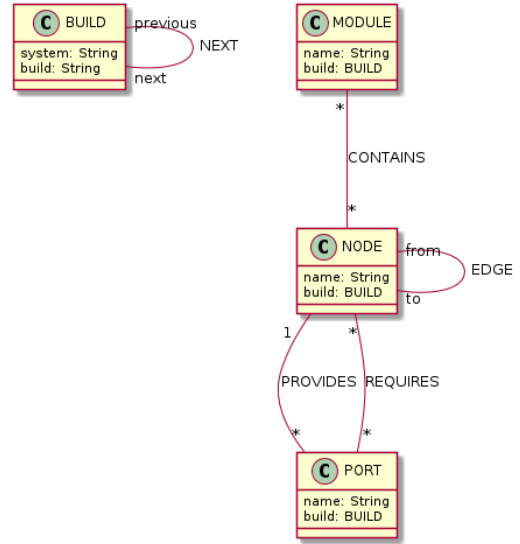 C BUILD
system: String
build: String
previous
NEXT
next
C MODULE
name: String
build: BUILD
*
CONTAINS
*
C NODE
name: String
build: BUILD
from
EDGE
to
1
*
PROVIDES
REQUIRES
*
*
C PORT
name: String
build: BUILD